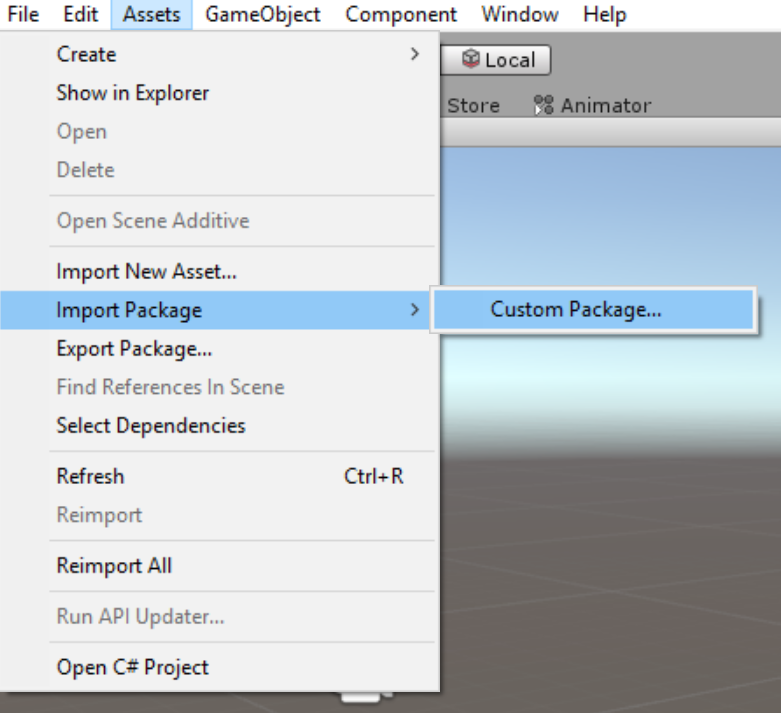 File Edit Assets GameObject Component Window Help
Create
Local
Show in Explorer
Store Animator
Open
Delete
Open Scene Additive
Import New Asset...
Import Package
Custom Package...
Export Package...
Find References In Scene
Select Dependencies
Refresh Ctrl+R
Reimport
Reimport All
Run API Updater...
Open C# Project